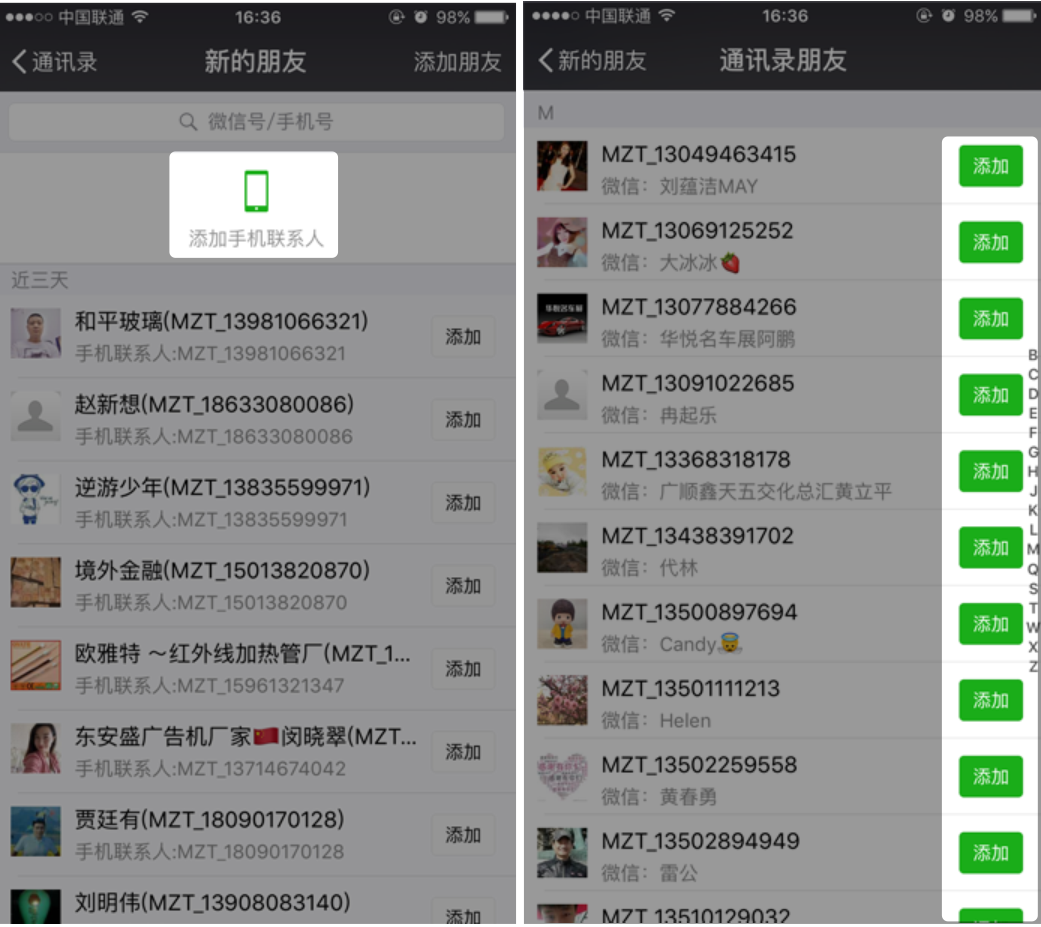 中国联通
16:36
98%
通讯录
新的朋友
添加朋友
微信号/手机号
添加手机联系人
近三天
和平玻璃(MZT_13981066321)
手机联系人:MZT_13981066321
添加
赵新想(MZT_18633080086)
手机联系人:MZT_18633080086
添加
逆游少年(MZT_13835599971)
手机联系人:MZT_13835599971
添加
境外金融(MZT_15013820870)
手机联系人:MZT_15013820870
添加
欧雅特 ～红外线加热管厂(MZT_1...
手机联系人:MZT_15961321347
添加
东安盛广告机厂家🇨🇳闵晓翠(MZT...
手机联系人:MZT_13714674042
添加
贾廷有(MZT_18090170128)
手机联系人:MZT_18090170128
添加
刘明伟(MZT_13908083140)
添加
中国联通
16:36
98%
新的朋友
通讯录朋友
M
MZT_13049463415
微信：刘蕴洁MAY
添加
MZT_13069125252
微信：大冰冰🍓
添加
MZT_13077884266
微信：华悦名车展阿鹏
添加
MZT_13091022685
微信：冉起乐
添加
MZT_13368318178
微信：广顺鑫天五交化总汇黄立平
添加
MZT_13438391702
微信：代林
添加
MZT_13500897694
微信：Candy😇
添加
MZT_13501111213
微信：Helen
添加
MZT_13502259558
微信：黄春勇
添加
MZT_13502894949
微信：雷公
添加
MZT_13510129032
B
C
D
E
F
G
H
J
K
L
M
Q
S
T
W
X
Z